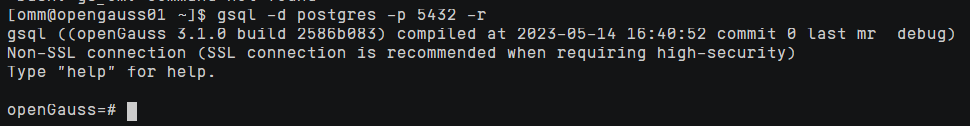 [omm@opengauss01 ~]$ gsql -d postgres -p 5432 -r
gsql ((openGauss 3.1.0 build 2586b083) compiled at 2023-05-14 16:40:52 commit 0 last mr  debug)
Non-SSL connection (SSL connection is recommended when requiring high-security)
Type "help" for help.
openGauss=#